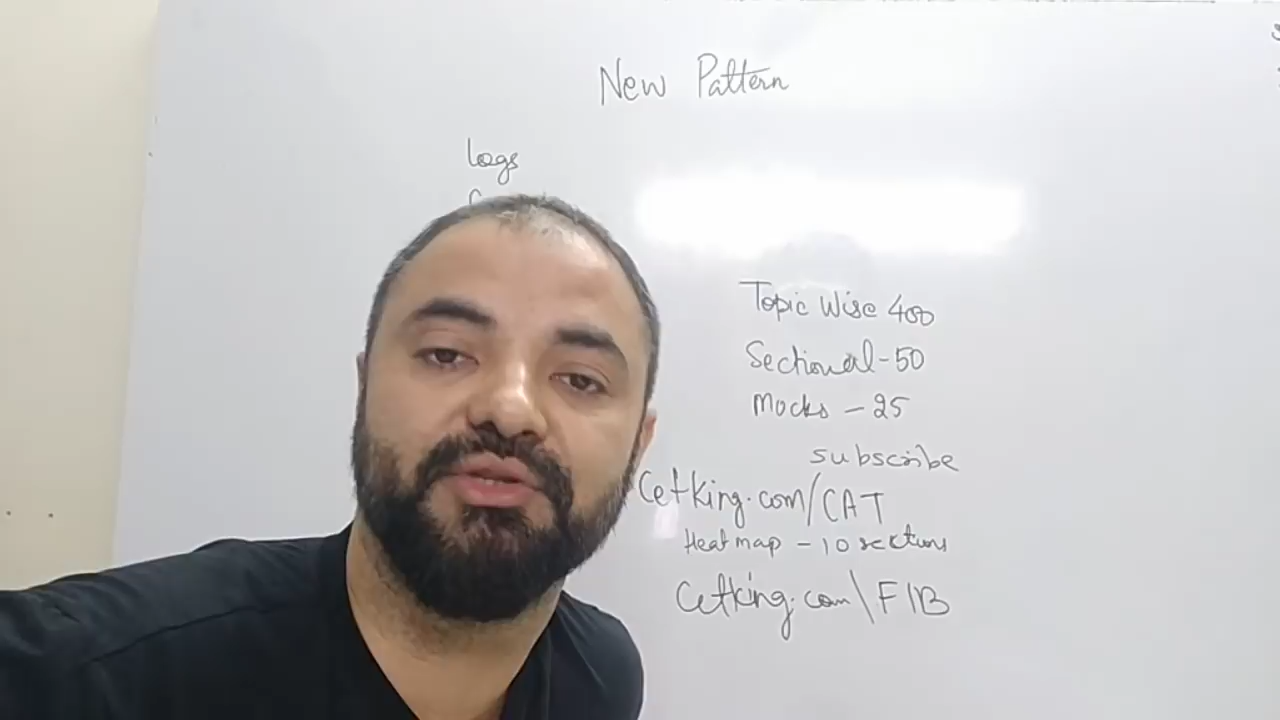 New Pattern
Logs
Topic Wise 400
Sectional-50
Mocks - 25
subscribe
Cetking.com/CAT
Heat map - 10 sections
Cetking.com\FIB